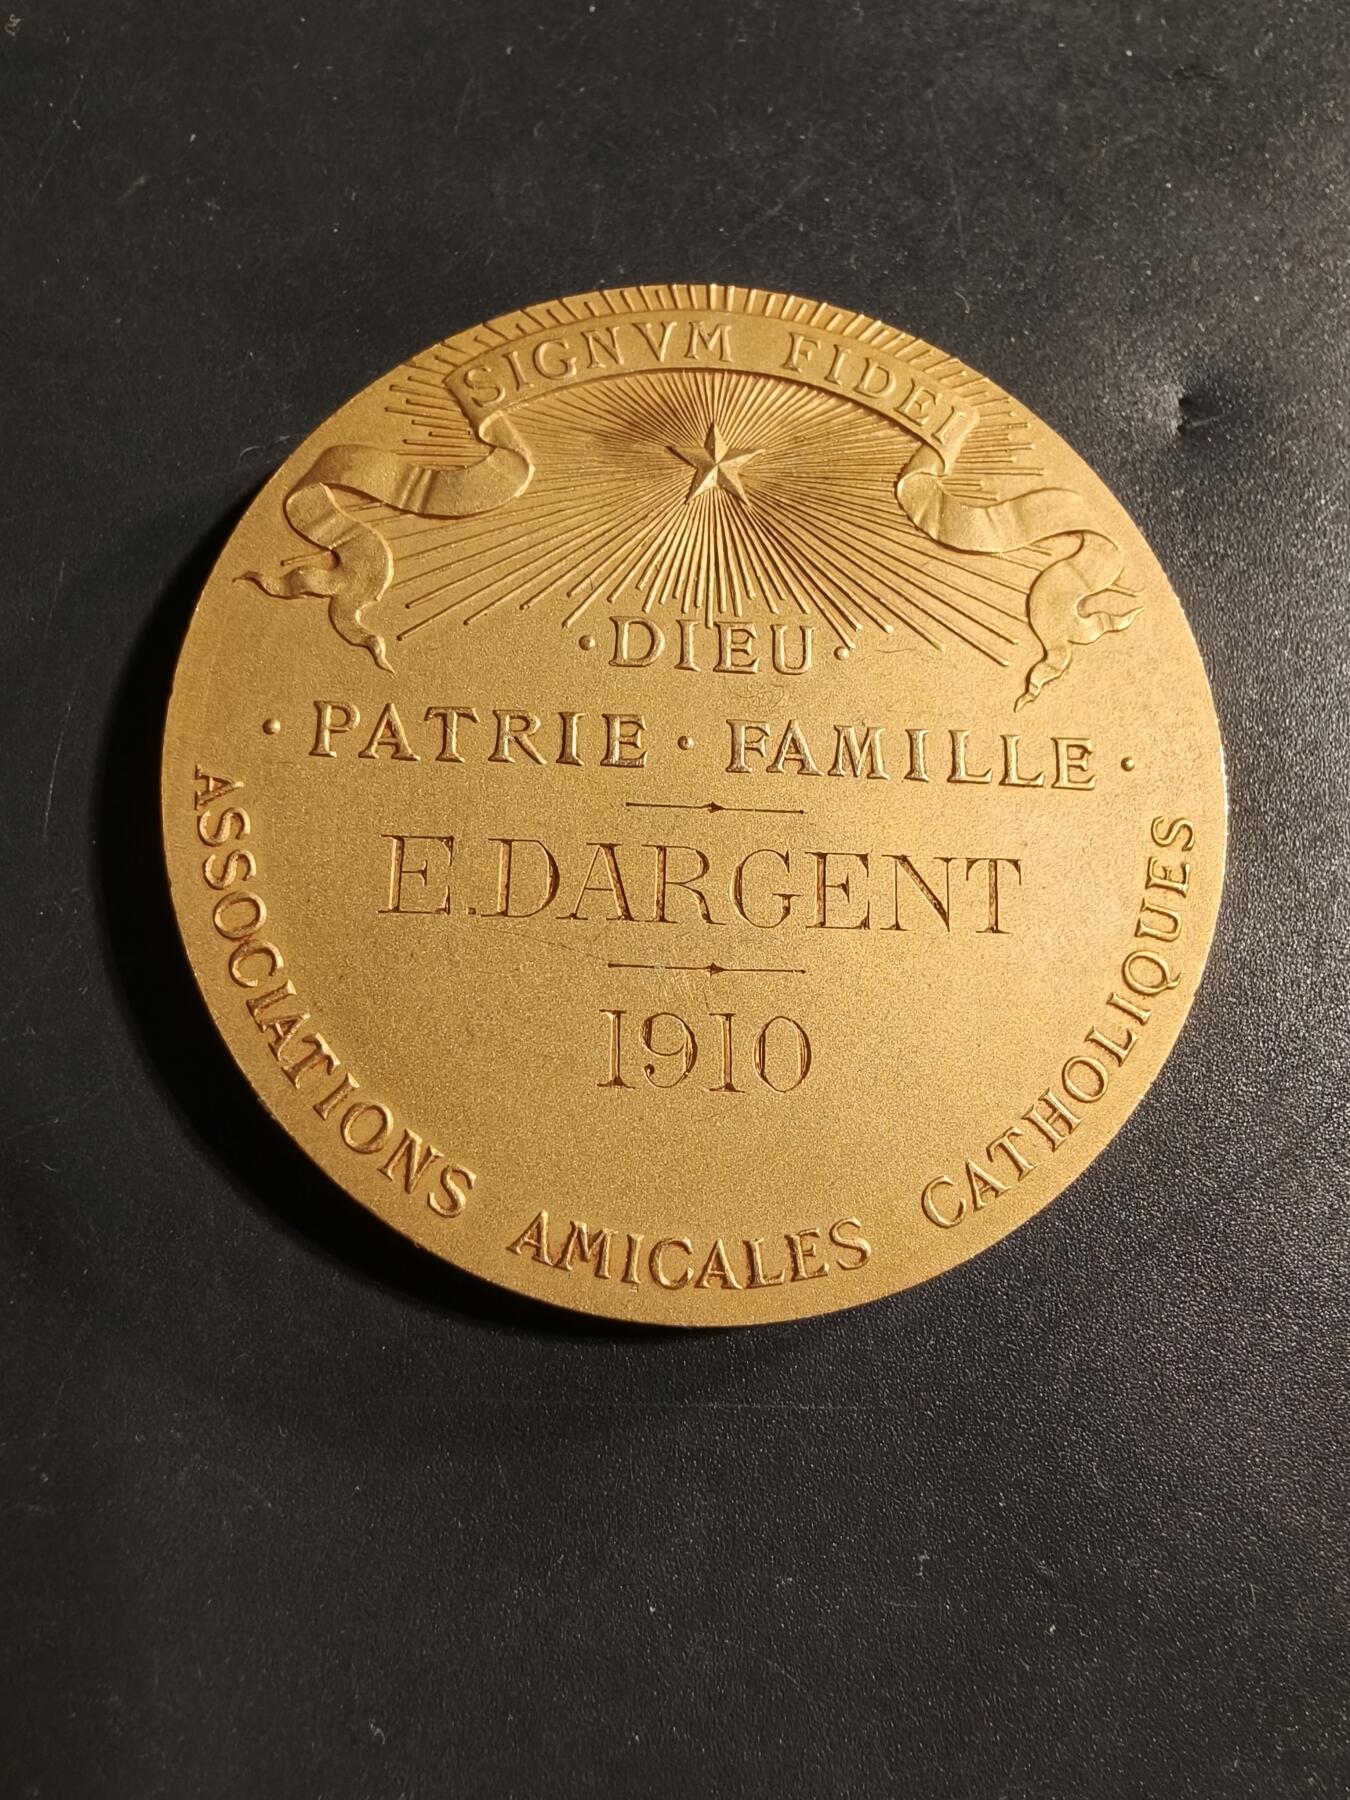 SIGNVM FIDEI
·DIEU·
· PATRIE · FAMILLE ·
E.DARGENT
1910
ASSOCIATIONS AMICALES CATHOLIQUES